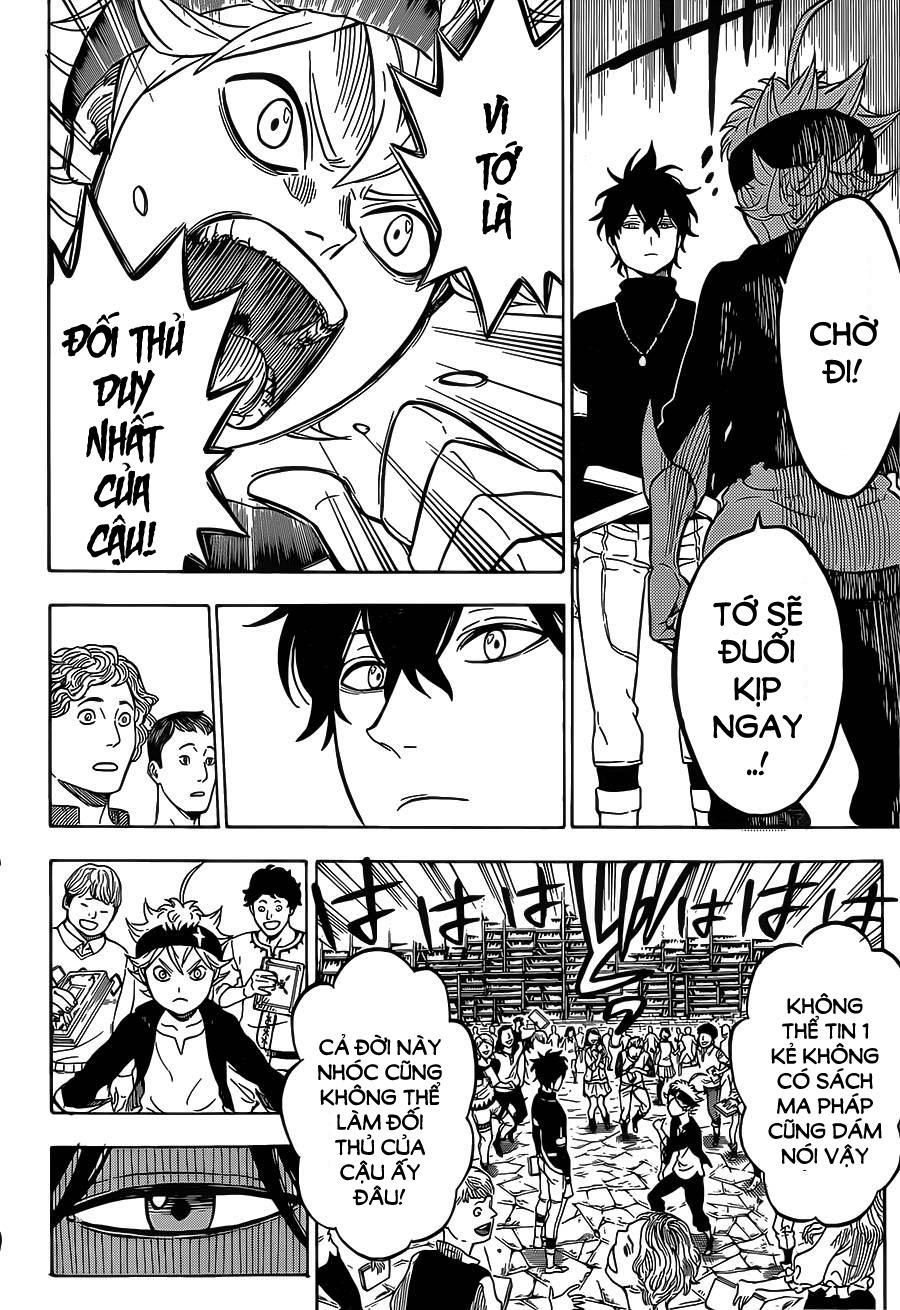 CHỜ
ĐI!
TỚ SẼ
ĐUỔI
KỊP
NGAY
..!
VÌ
TỚ
LÀ
ĐỐI THỦ
DUY
NHẤT
CỦA
CẬU!
はははははは
KHÔNG
THỂ TIN 1
KẺ KHÔNG
CÓ SÁCH
MA PHÁP
CŨNG DÁM
NÓI VẬY
CẢ ĐỜI NÀY
NHÓC CŨNG
KHÔNG THỂ
LÀM ĐỐI
THỦ CỦA
CẬU ẤY
ĐÂU!